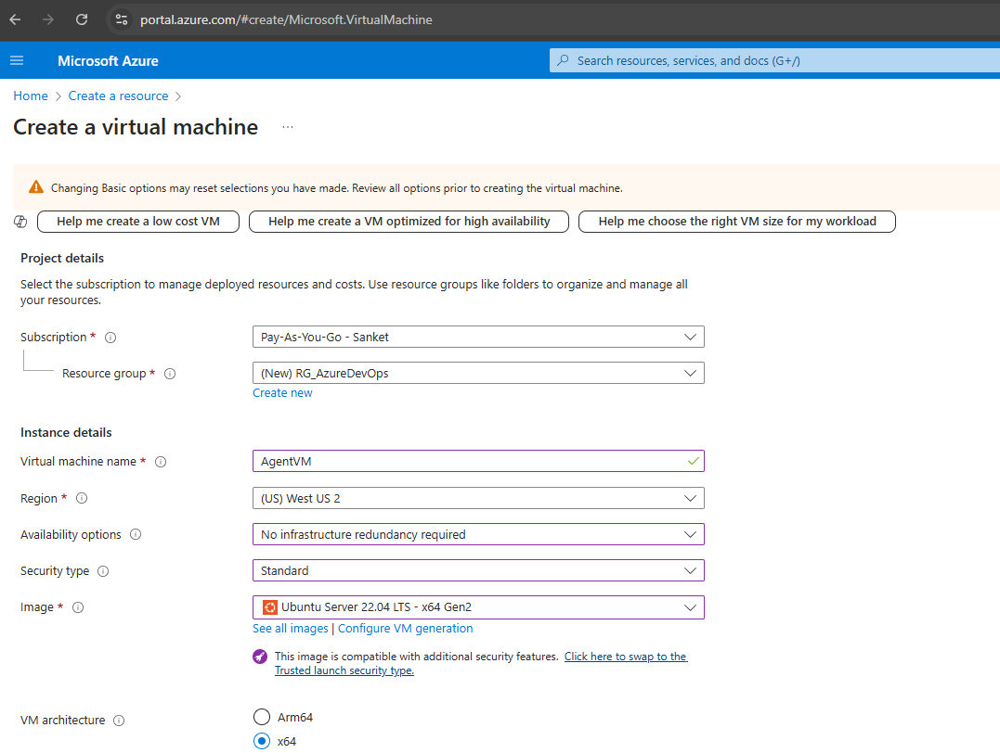 portal.azure.com/#create/Microsoft.VirtualMachine
Microsoft Azure
Search resources, services, and docs (G+/)
Home > Create a resource >
Create a virtual machine ...
Changing Basic options may reset selections you have made. Review all options prior to creating the virtual machine.
Help me create a low cost VM
Help me create a VM optimized for high availability
Help me choose the right VM size for my workload
Project details
Select the subscription to manage deployed resources and costs. Use resource groups like folders to organize and manage all
your resources.
Subscription *
Pay-As-You-Go - Sanket
Resource group *
(New) RG_AzureDevOps
Create new
Instance details
Virtual machine name *
AgentVM
Region *
(US) West US 2
Availability options
No infrastructure redundancy required
Security type
Standard
Image *
Ubuntu Server 22.04 LTS - x64 Gen2
See all images | Configure VM generation
This image is compatible with additional security features. Click here to swap to the
Trusted launch security type.
VM architecture
Arm64
x64